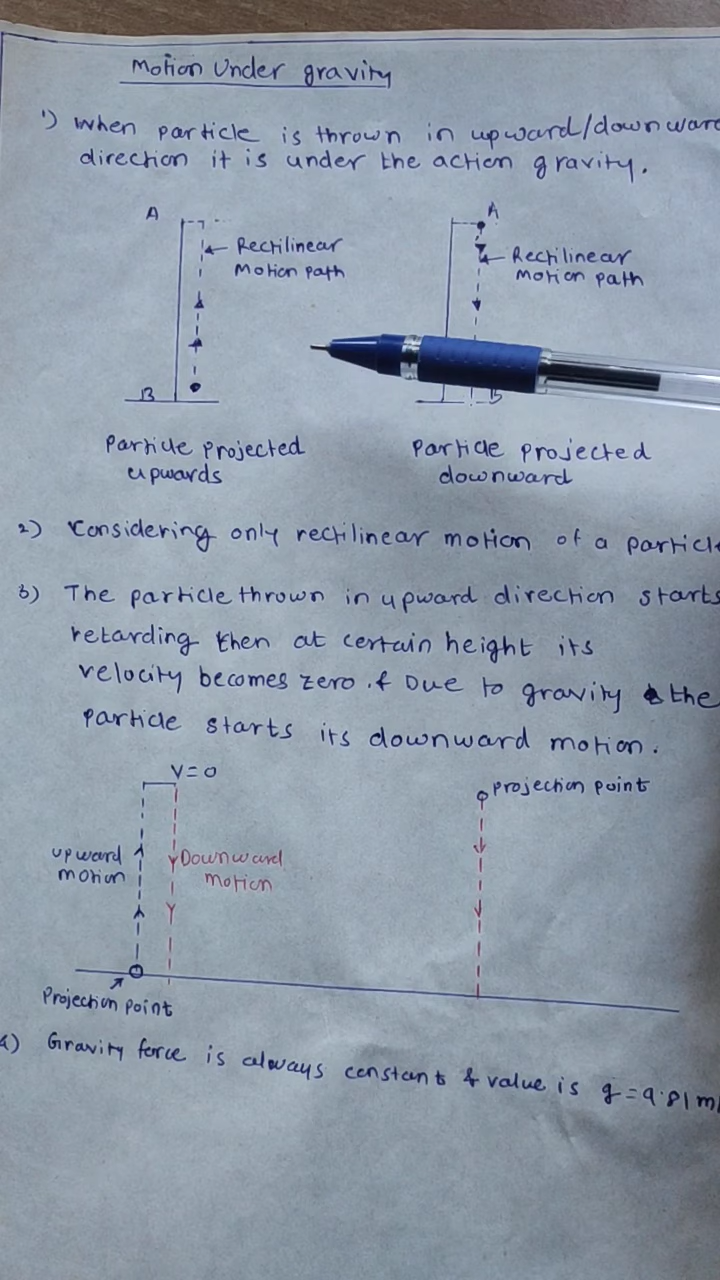 Motion Under gravity
1) When particle is thrown in upward/downward
direction it is under the action gravity.
A
Rectilinear
Motion path
A
Rectilinear
Motion path
B
B
Particle projected
upwards
Particle projected
downward
2) Considering only rectilinear motion of a particle
3) The particle thrown in upward direction starts
retarding then at certain height its
velocity becomes zero. & Due to gravity the
particle starts its downward motion.
V=0
projection point
upward
motion
Downward
motion
Projection point
4) Gravity force is always constant & value is g=9.81 m/